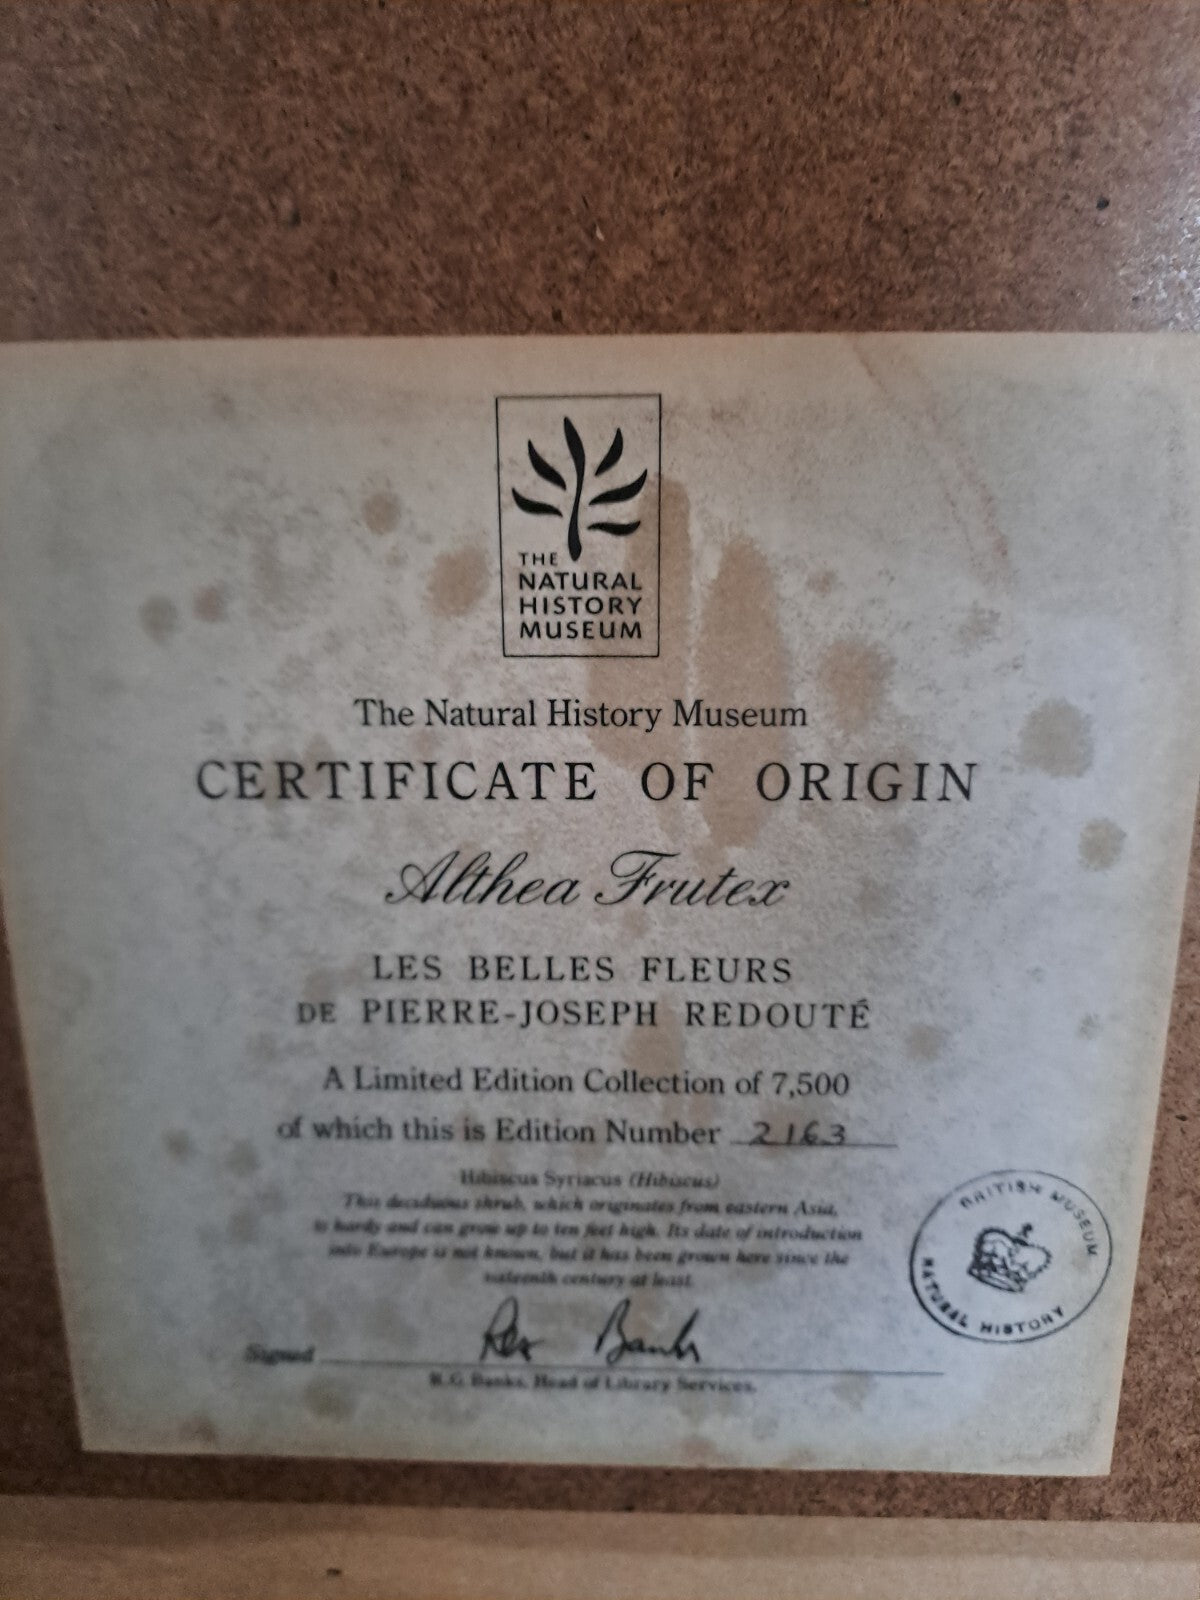 THE
NATURAL
HISTORY
MUSEUM
The Natural History Museum
CERTIFICATE OF ORIGIN
Althea Frutex
LES BELLES FLEURS
DE PIERRE-JOSEPH REDOUTÉ
A Limited Edition Collection of 7,500
of which this is Edition Number 2163
Hibiscus Syriacus (Hibiscus)
This deciduous shrub, which originates from eastern Asia,
is hardy and can grow up to ten feet high. Its date of introduction
into Europe is not known, but it has been grown here since the
sixteenth century at least.
BRITISH MUSEUM
NATURAL HISTORY
Signed Rex Banks
R.G. Banks, Head of Library Services.